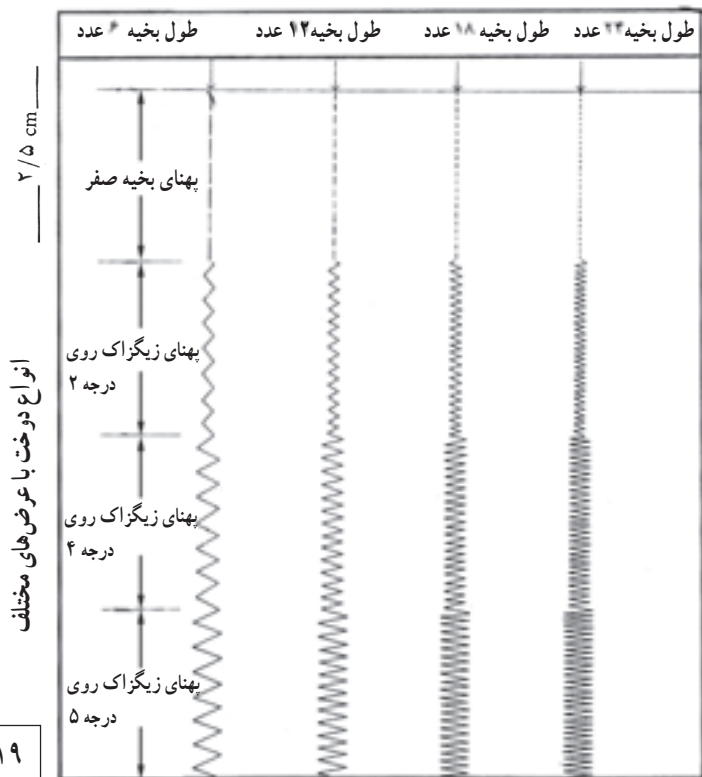 طول بخیه ۶ عدد
طول بخیه ۱۲ عدد
طول بخیه ۱۸ عدد
طول بخیه ۲۴ عدد
۲/۵ cm
پهنای بخیه صفر
پهنای زیگزاک روی
درجه ۲
پهنای زیگزاک روی
درجه ۴
پهنای زیگزاک روی
درجه ۵
انواع دوخت با عرض‌های مختلف
۱۹